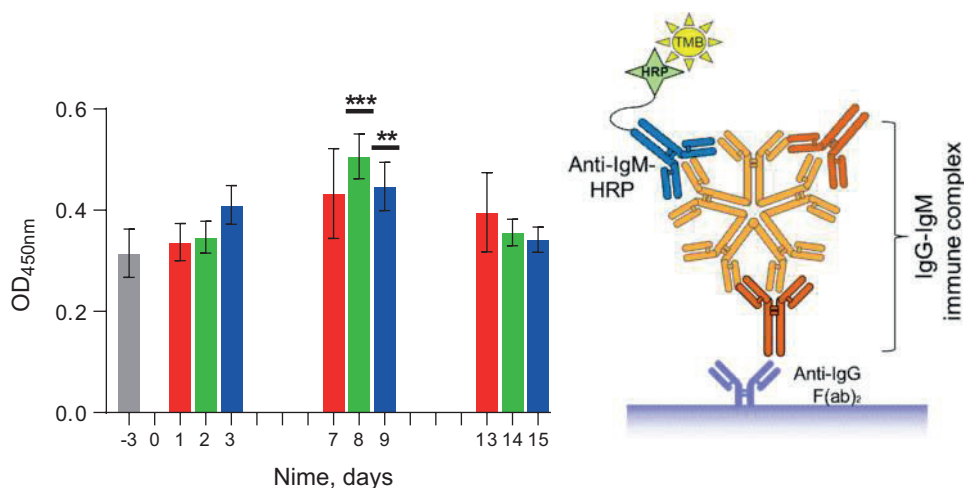 0.6
0.4
0.2
0.0
OD450nm
***
**
-3 0 1 2 3 7 8 9 13 14 15
Nime, days
TMB
HRP
Anti-IgM-
HRP
IgG-IgM
immune complex
Anti-IgG
F(ab)₂